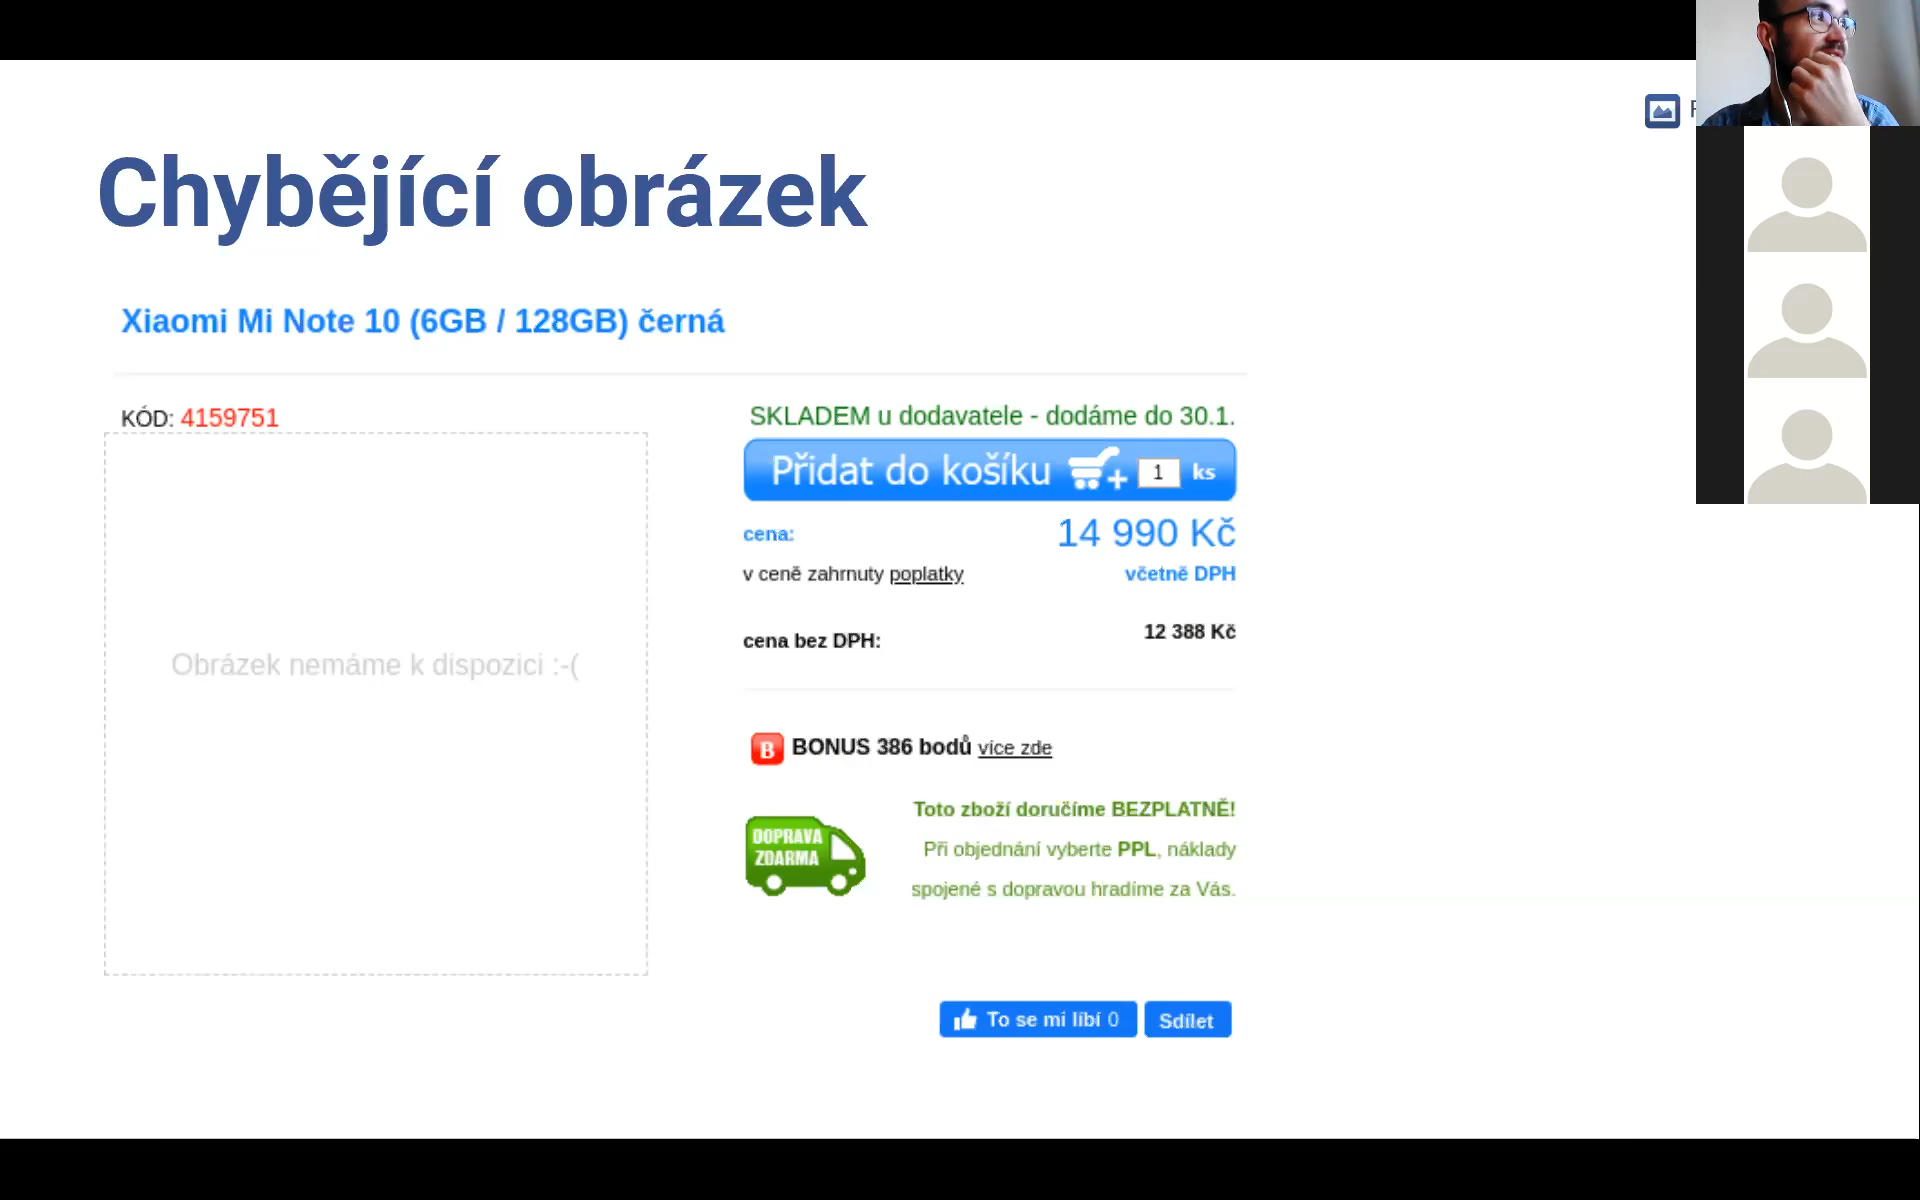 Chybějící obrázek
Xiaomi Mi Note 10 (6GB / 128GB) černá
KÓD: 4159751
Obrázek nemáme k dispozici :-(
SKLADEM u dodavatele - dodáme do 30.1.
Přidat do košíku 1 ks
cena: 14 990 Kč
v ceně zahrnuty poplatky včetně DPH
cena bez DPH: 12 388 Kč
B BONUS 386 bodů více zde
DOPRAVA
ZDARMA
Toto zboží doručíme BEZPLATNĚ!
Při objednání vyberte PPL, náklady
spojené s dopravou hradíme za Vás.
To se mi líbí 0
Sdílet